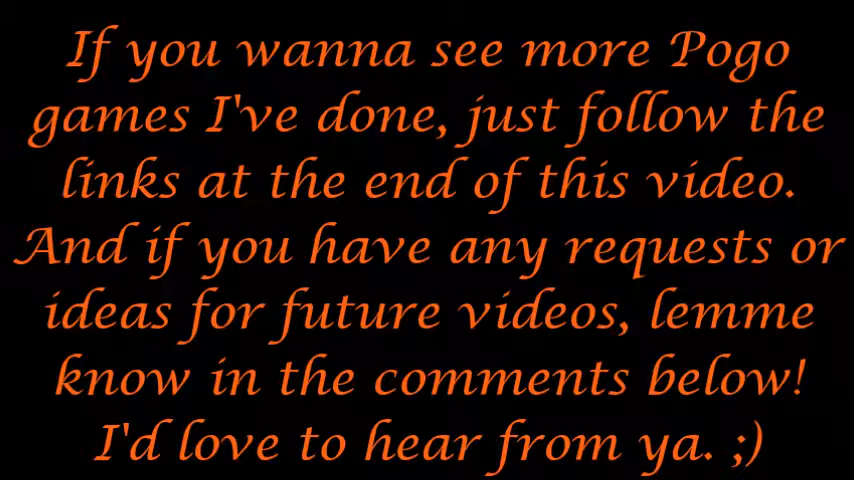 If you wanna see more Pogo
games I've done, just follow the
links at the end of this video.
And if you have any requests or
ideas for future videos, lemme
know in the comments below!
I'd love to hear from ya. ;)